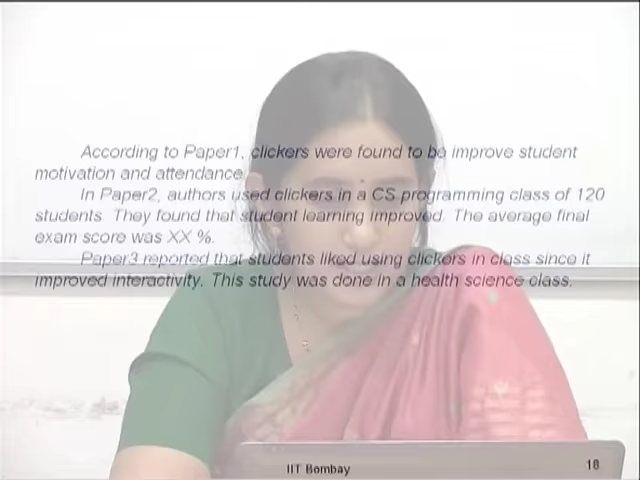 According to Paper1, clickers were found to be improve student
motivation and attendance.
In Paper2, authors used clickers in a CS programming class of 120
students. They found that student learning improved. The average final
exam score was XX %.
Paper3 reported that students liked using clickers in class since it
improved interactivity. This study was done in a health science class.
IIT Bombay
18